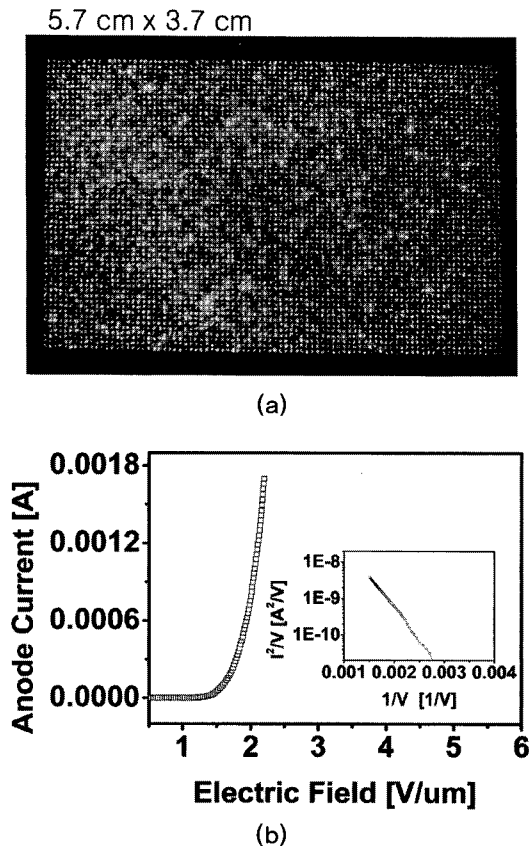 5.7 cm x 3.7 cm
(a)
Anode Current [A]
0.0018
0.0012
0.0006
0.0000
I²/V [A²/V]
1E-8
1E-9
1E-10
0.001 0.002 0.003 0.004
1/V [1/V]
1 2 3 4 5 6
Electric Field [V/um]
(b)